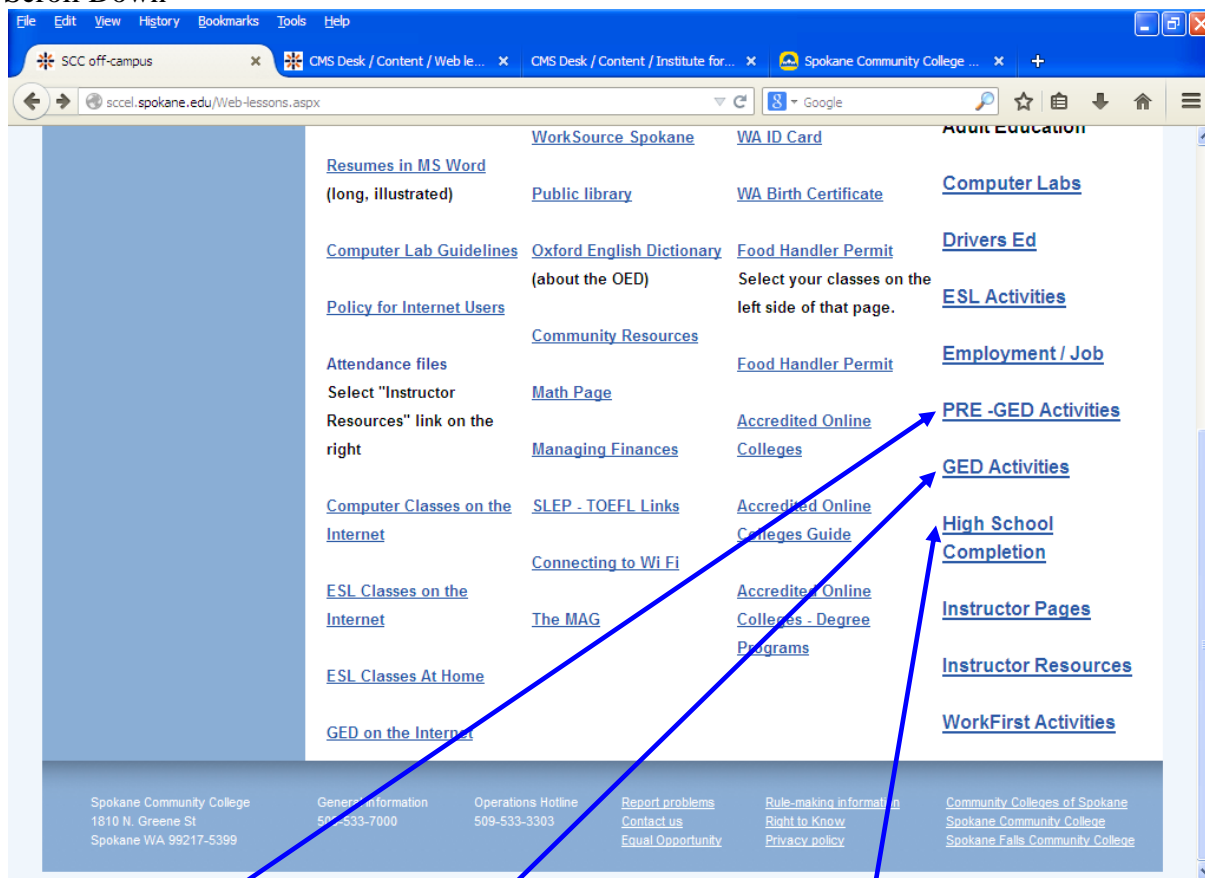 Scroll Down
File Edit View History Bookmarks Tools Help
SCC off-campus
CMS Desk / Content / Web le...
CMS Desk / Content / Institute for...
Spokane Community College ...
sccel.spokane.edu/Web-lessons.aspx
Google
Resumes in MS Word
(long, illustrated)
Computer Lab Guidelines
Policy for Internet Users
Attendance files
Select "Instructor
Resources" link on the
right
Computer Classes on the
Internet
ESL Classes on the
Internet
ESL Classes At Home
GED on the Internet
WorkSource Spokane
Public library
Oxford English Dictionary
(about the OED)
Community Resources
Math Page
Managing Finances
SLEP - TOEFL Links
Connecting to Wi Fi
The MAG
WA ID Card
WA Birth Certificate
Food Handler Permit
Select your classes on the
left side of that page.
Food Handler Permit
Accredited Online
Colleges
Accredited Online
Colleges Guide
Accredited Online
Colleges - Degree
Programs
Adult Education
Computer Labs
Drivers Ed
ESL Activities
Employment / Job
PRE -GED Activities
GED Activities
High School
Completion
Instructor Pages
Instructor Resources
WorkFirst Activities
Spokane Community College
1810 N. Greene St
Spokane WA 99217-5399
General Information
509-533-7000
Operations Hotline
509-533-3303
Report problems
Contact us
Equal Opportunity
Rule-making information
Right to Know
Privacy policy
Community Colleges of Spokane
Spokane Community College
Spokane Falls Community College